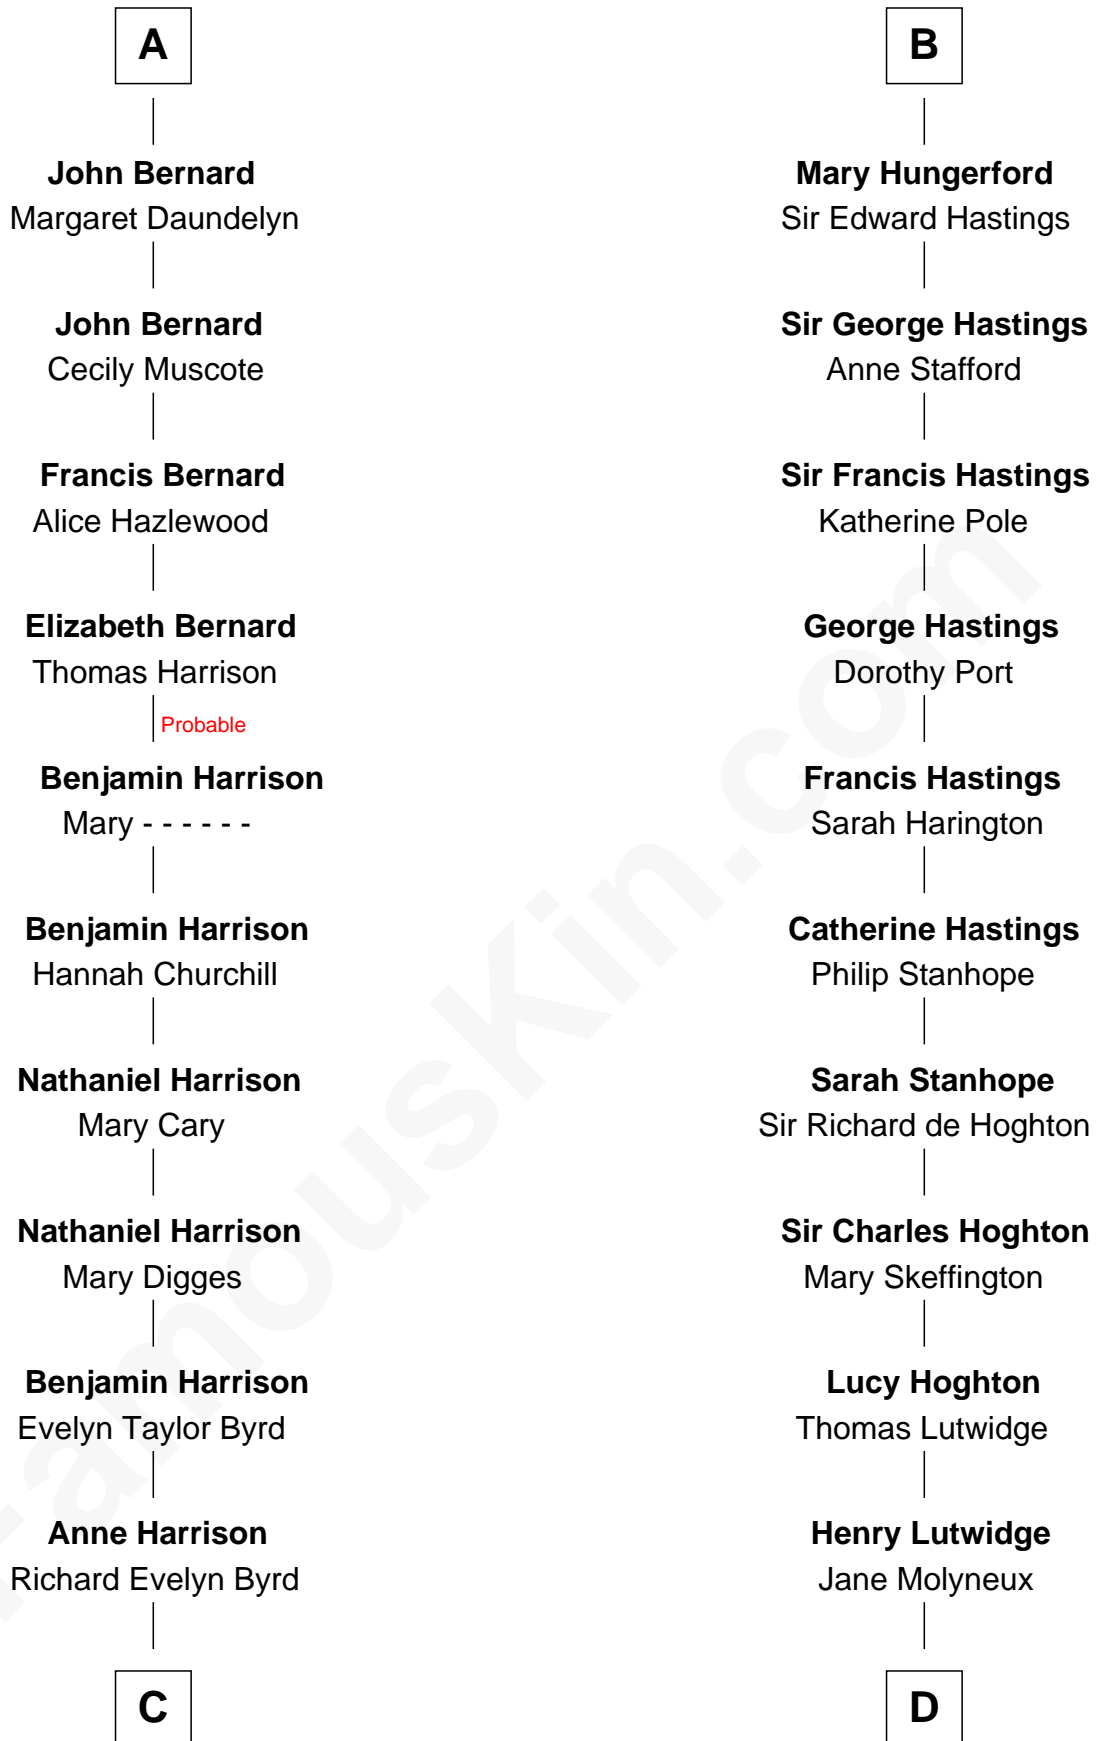 A
John Bernard
Margaret Daundelyn
John Bernard
Cecily Muscote
Francis Bernard
Alice Hazlewood
Elizabeth Bernard
Thomas Harrison
Probable
Benjamin Harrison
Mary - - - - - -
Benjamin Harrison
Hannah Churchill
Nathaniel Harrison
Mary Cary
Nathaniel Harrison
Mary Digges
Benjamin Harrison
Evelyn Taylor Byrd
Anne Harrison
Richard Evelyn Byrd
C
B
Mary Hungerford
Sir Edward Hastings
Sir George Hastings
Anne Stafford
Sir Francis Hastings
Katherine Pole
George Hastings
Dorothy Port
Francis Hastings
Sarah Harington
Catherine Hastings
Philip Stanhope
Sarah Stanhope
Sir Richard de Hoghton
Sir Charles Hoghton
Mary Skeffington
Lucy Hoghton
Thomas Lutwidge
Henry Lutwidge
Jane Molyneux
D
FamousKin.com